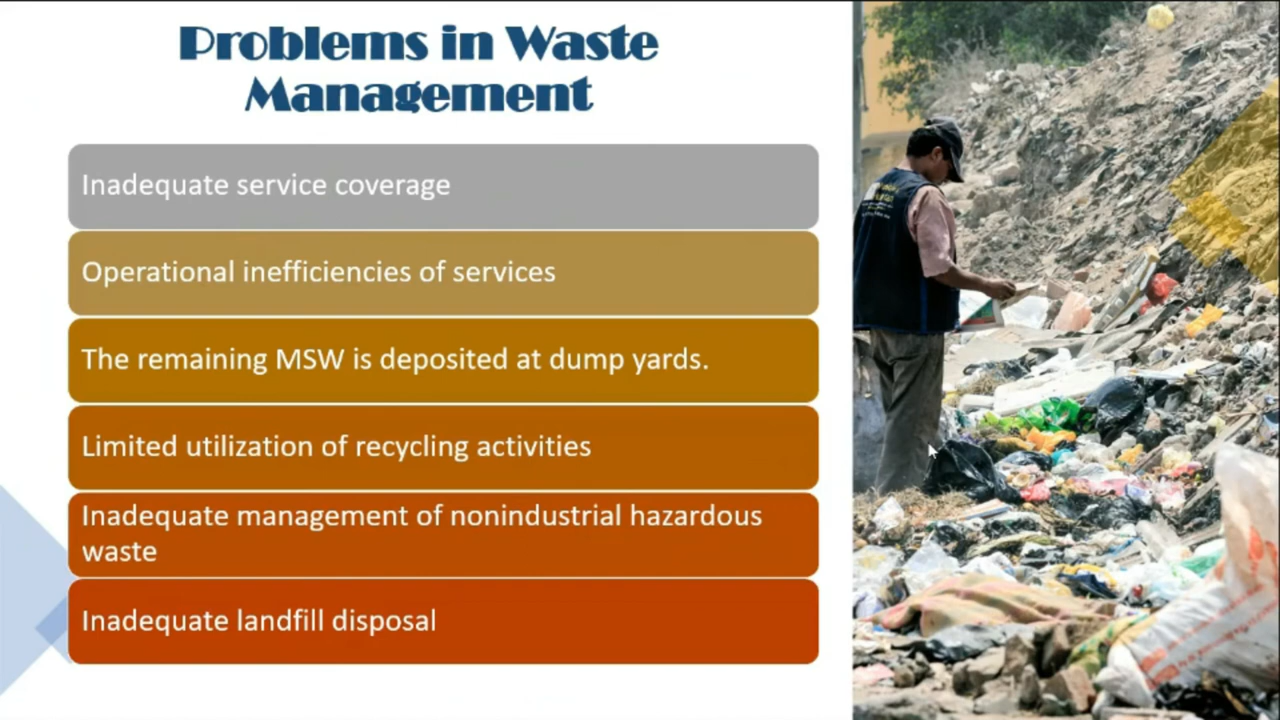 Problems in Waste
Management
Inadequate service coverage
Operational inefficiencies of services
The remaining MSW is deposited at dump yards.
Limited utilization of recycling activities
Inadequate management of nonindustrial hazardous
waste
Inadequate landfill disposal